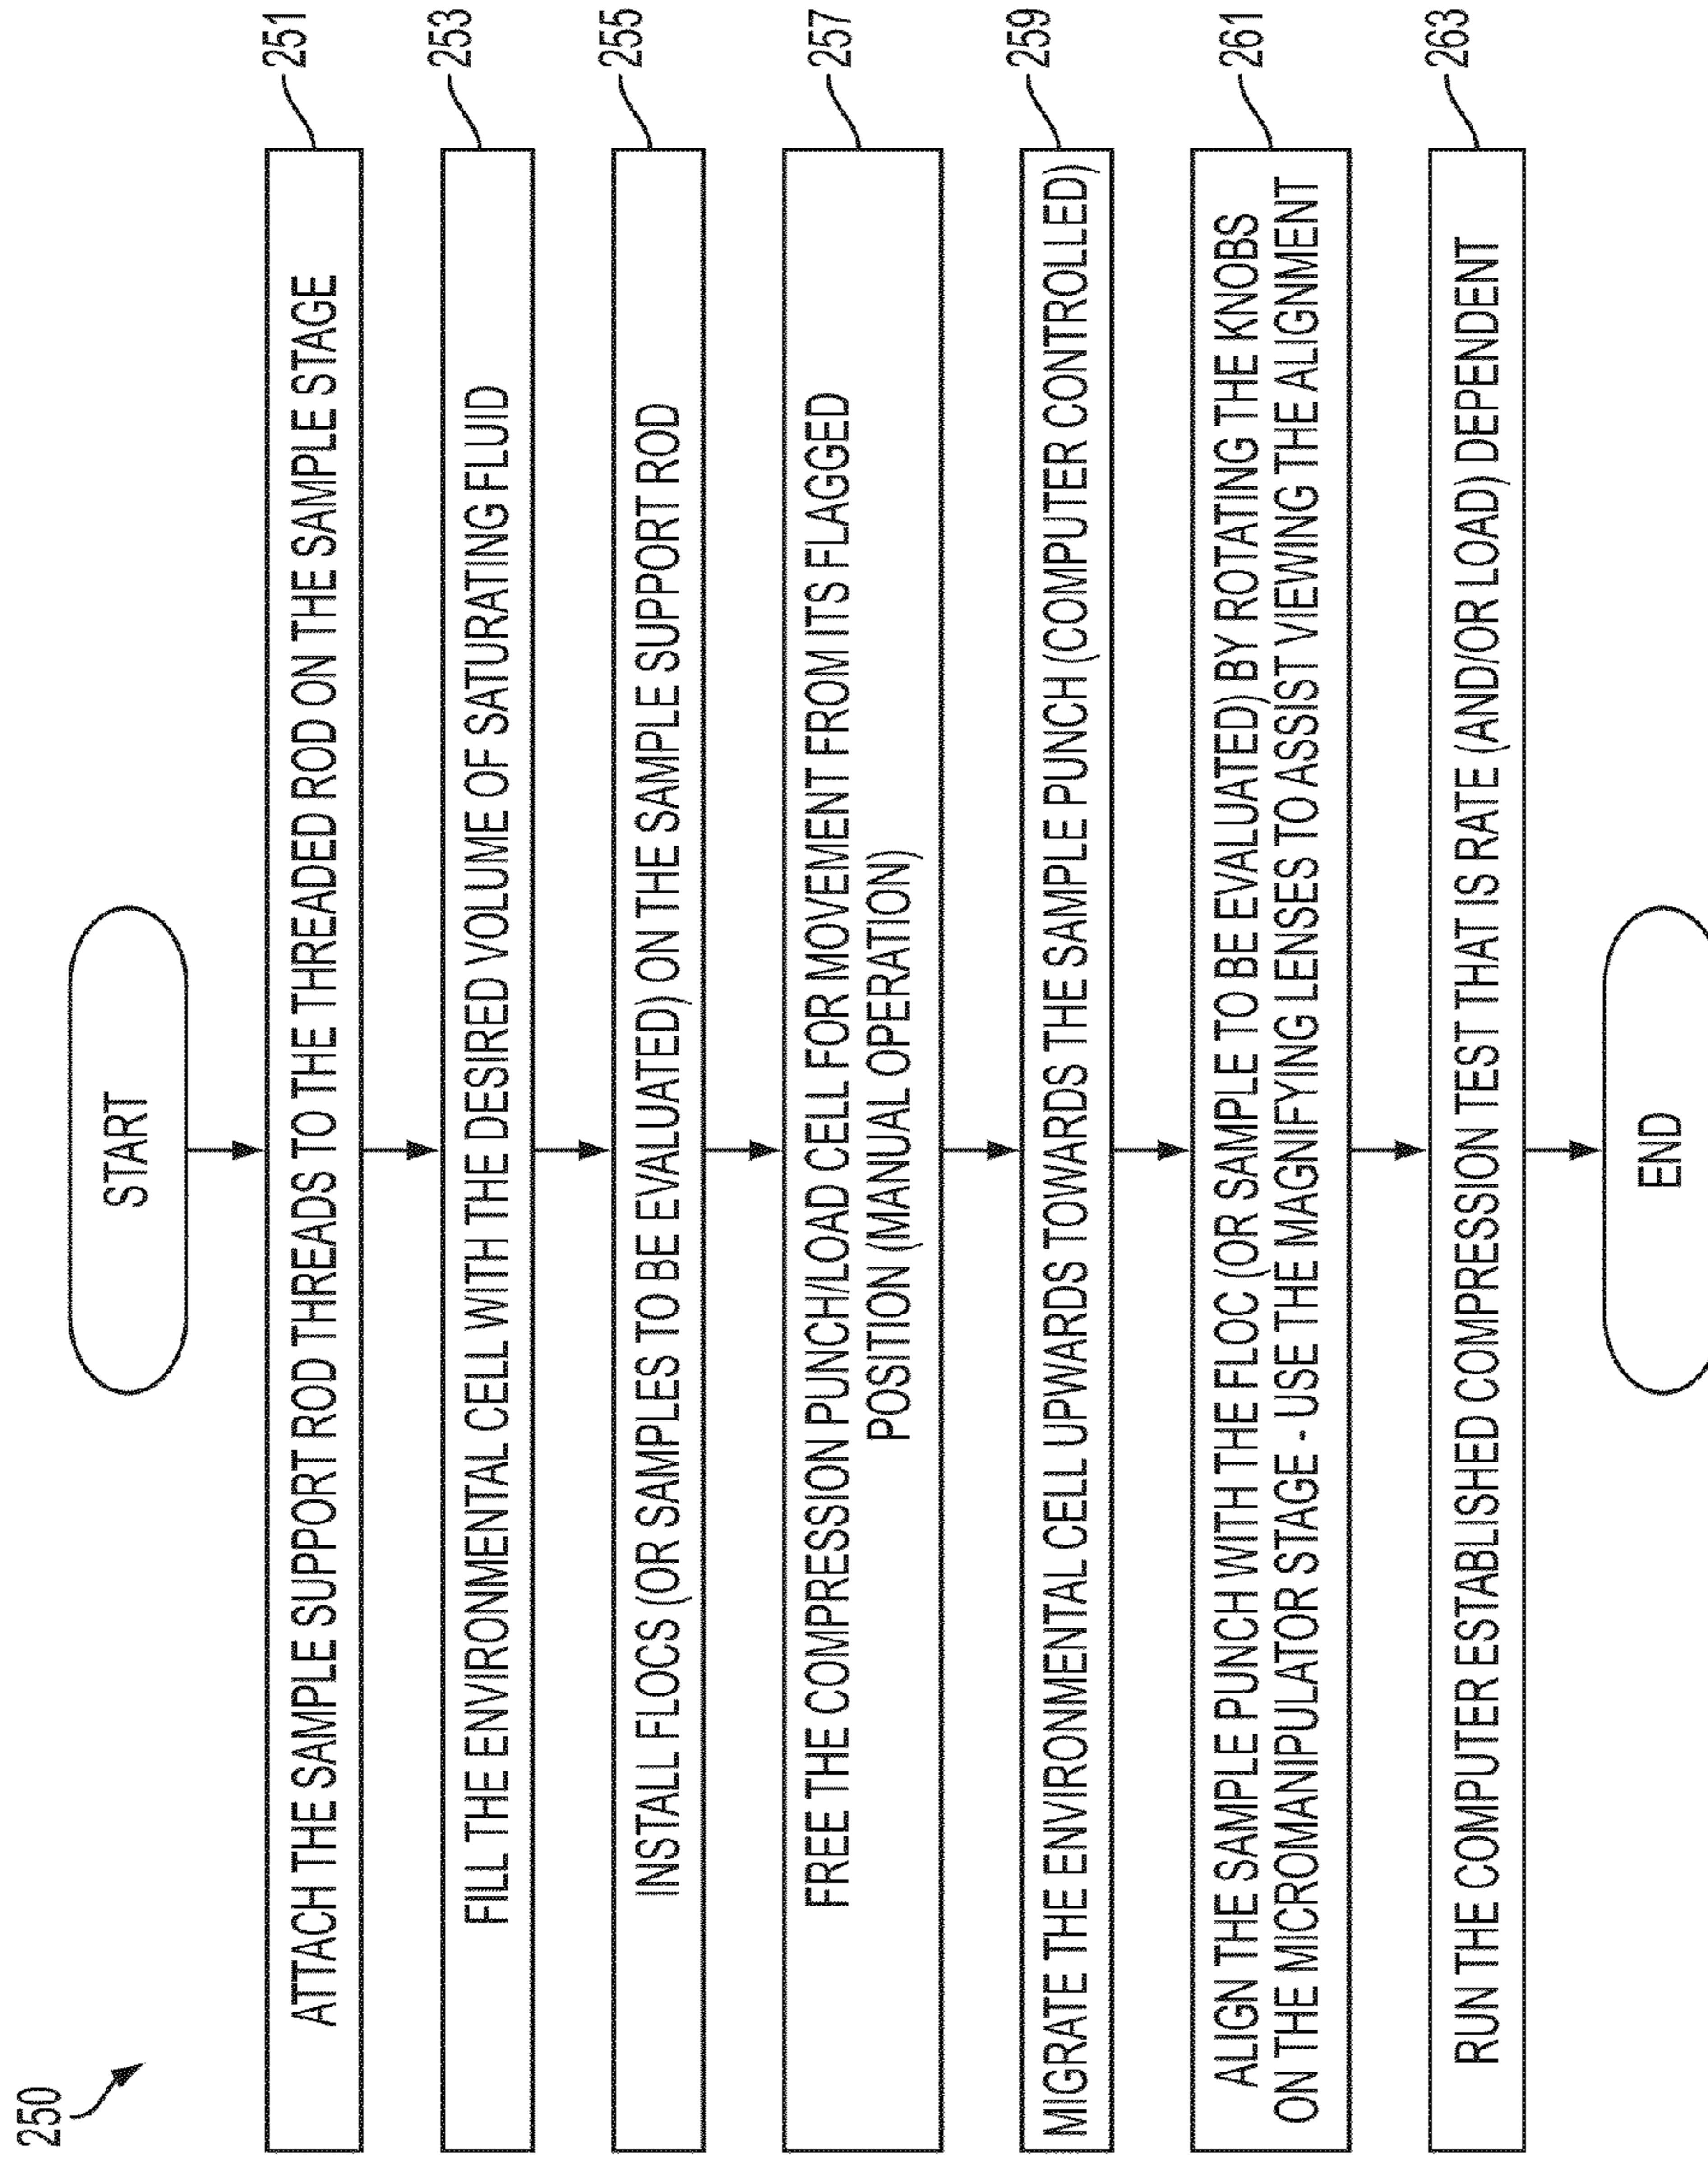 250
START
ATTACH THE SAMPLE SUPPORT ROD THREADS TO THE THREADED ROD ON THE SAMPLE STAGE
251
FILL THE ENVIRONMENTAL CELL WITH THE DESIRED VOLUME OF SATURATING FLUID
253
INSTALL FLOCS (OR SAMPLES TO BE EVALUATED) ON THE SAMPLE SUPPORT ROD
255
FREE THE COMPRESSION PUNCH/LOAD CELL FOR MOVEMENT FROM ITS FLAGGED
POSITION (MANUAL OPERATION)
257
MIGRATE THE ENVIRONMENTAL CELL UPWARDS TOWARDS THE SAMPLE PUNCH (COMPUTER CONTROLLED)
259
ALIGN THE SAMPLE PUNCH WITH THE FLOC (OR SAMPLE TO BE EVALUATED) BY ROTATING THE KNOBS
ON THE MICROMANIPULATOR STAGE - USE THE MAGNIFYING LENSES TO ASSIST VIEWING THE ALIGNMENT
261
RUN THE COMPUTER ESTABLISHED COMPRESSION TEST THAT IS RATE (AND/OR LOAD) DEPENDENT
263
END